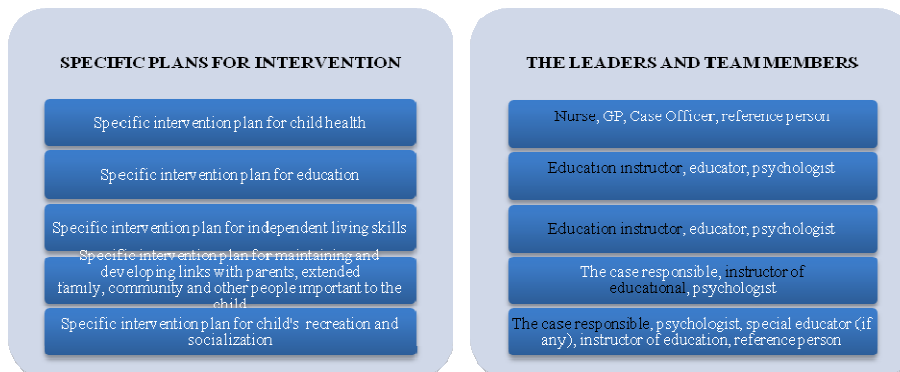 SPECIFIC PLANS FOR INTERVENTION
Specific intervention plan for child health
Specific intervention plan for education
Specific intervention plan for independent living skills
Specific intervention plan for maintaining and
developing links with parents, extended
family, community and other people important to the
child
Specific intervention plan for child's recreation and
socialization
THE LEADERS AND TEAM MEMBERS
Nurse, GP, Case Officer, reference person
Education instructor, educator, psychologist
Education instructor, educator, psychologist
The case responsible, instructor of
educational, psychologist
The case responsible, psychologist, special educator (if
any), instructor of education, reference person